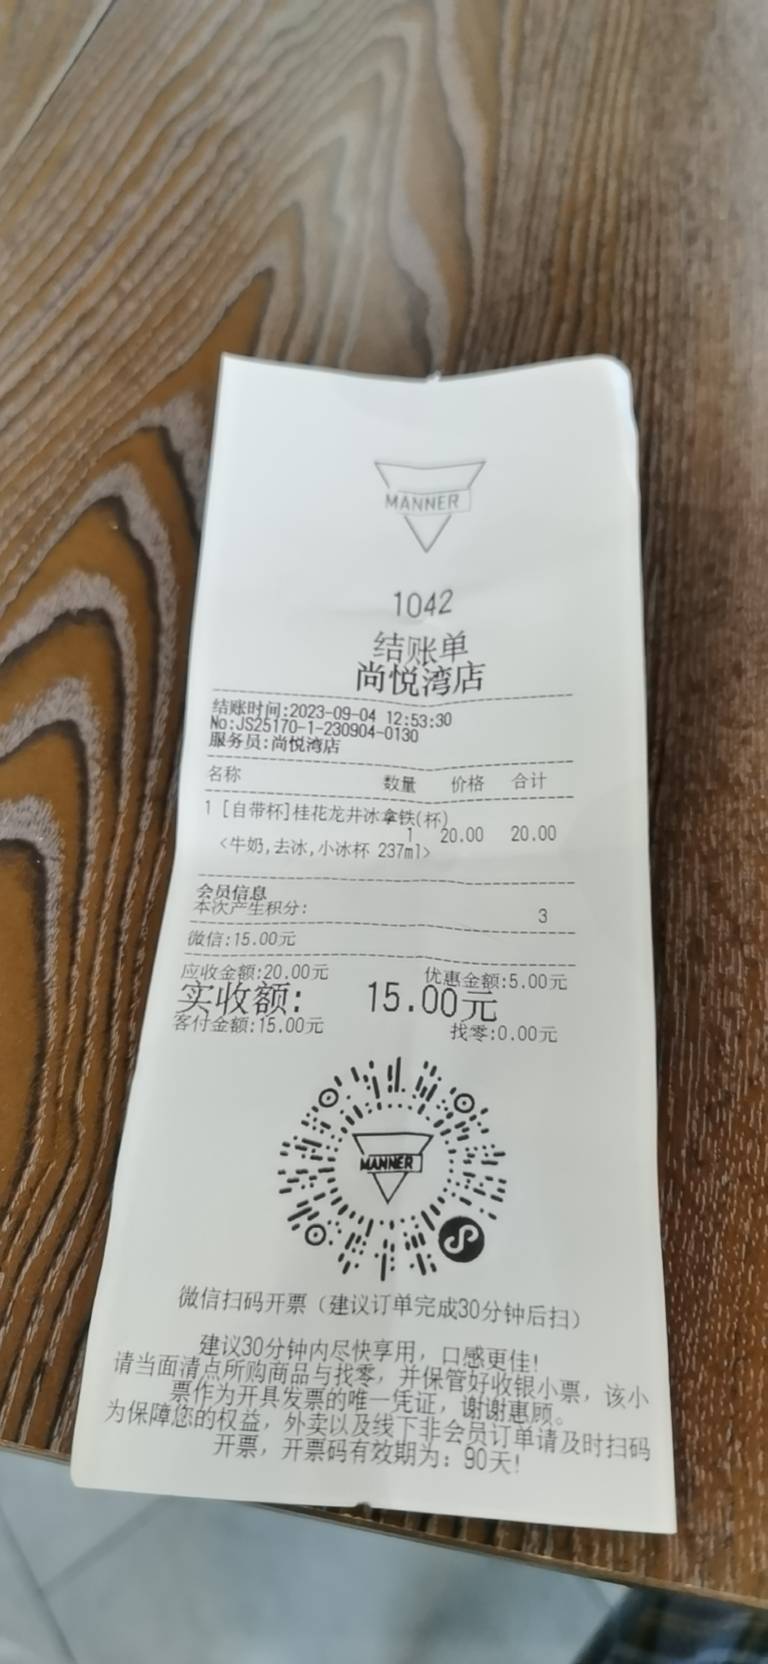 MANNER
1042
结账单
尚悦湾店
结账时间:2023-09-04 12:53:30
No:JS25170-1-230904-0130
服务员:尚悦湾店
名称 数量 价格 合计
1 [自带杯]桂花龙井冰拿铁(杯)
1 20.00 20.00
<牛奶,去冰,小冰杯 237ml>
会员信息
本次产生积分: 3
微信:15.00元
应收金额:20.00元 优惠金额:5.00元
实收额: 15.00元
客付金额:15.00元 找零:0.00元
MANNER
微信扫码开票（建议订单完成30分钟后扫）
建议30分钟内尽快享用，口感更佳!
请当面清点所购商品与找零，并保管好收银小票，该小
票作为开具发票的唯一凭证，谢谢惠顾。
为保障您的权益，外卖以及线下非会员订单请及时扫码
开票，开票码有效期为：90天!